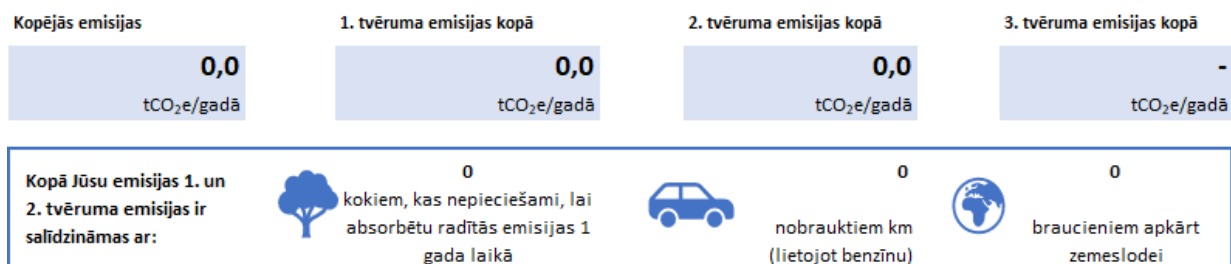 Kopējās emisijas
1. tvēruma emisijas kopā
2. tvēruma emisijas kopā
3. tvēruma emisijas kopā
0,0
tCO₂e/gadā
0,0
tCO₂e/gadā
0,0
tCO₂e/gadā
-
tCO₂e/gadā
Kopā Jūsu emisijas 1. un
2. tvēruma emisijas ir
salīdzināmas ar:
0
kokiem, kas nepieciešami, lai
absorbētu radītās emisijas 1
gada laikā
0
nobrauktiem km
(lietojot benzīnu)
0
braucieniem apkārt
zemeslodei